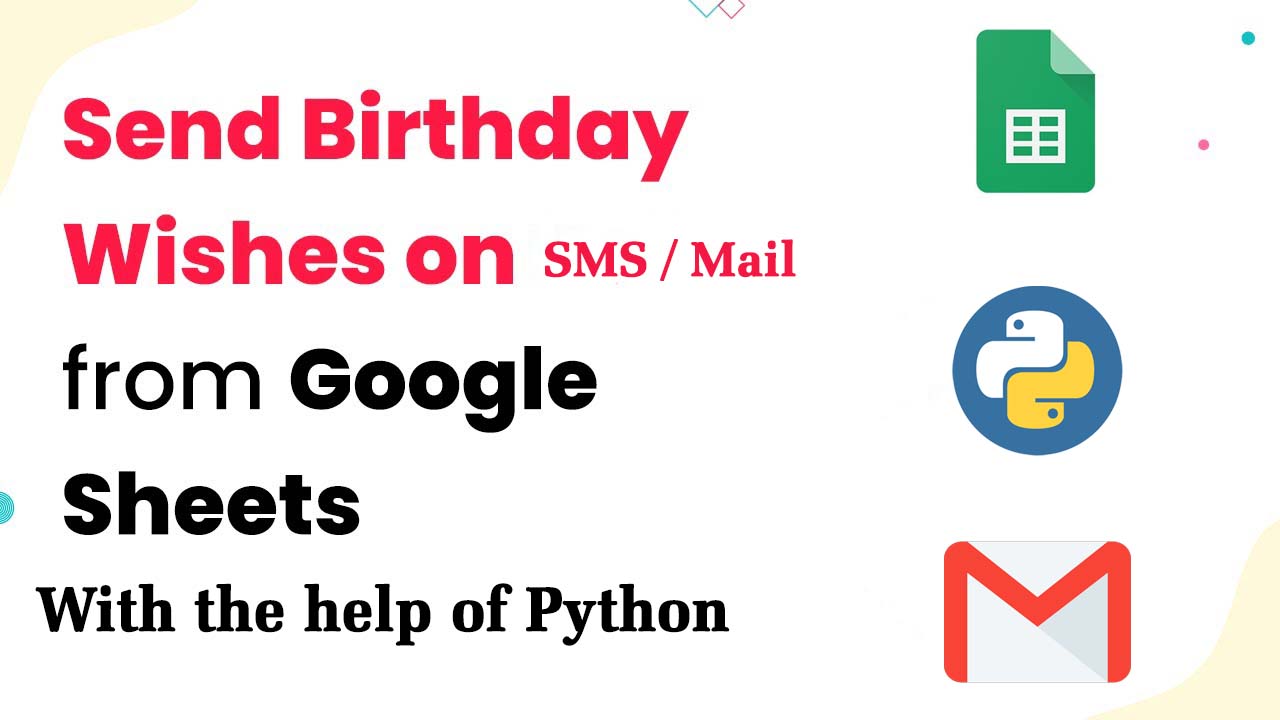 Send Birthday
Wishes on SMS / Mail
from Google
Sheets
With the help of Python